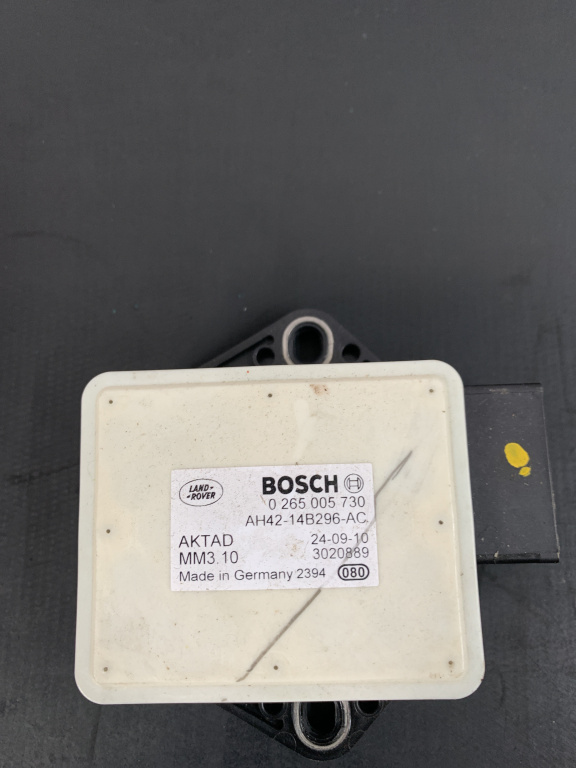 LAND-
-ROVER
BOSCH
0 265 005 730
AH42-14B296-AC
AKTAD 24-09-10
MM3.10 3020889
Made in Germany 2394 080